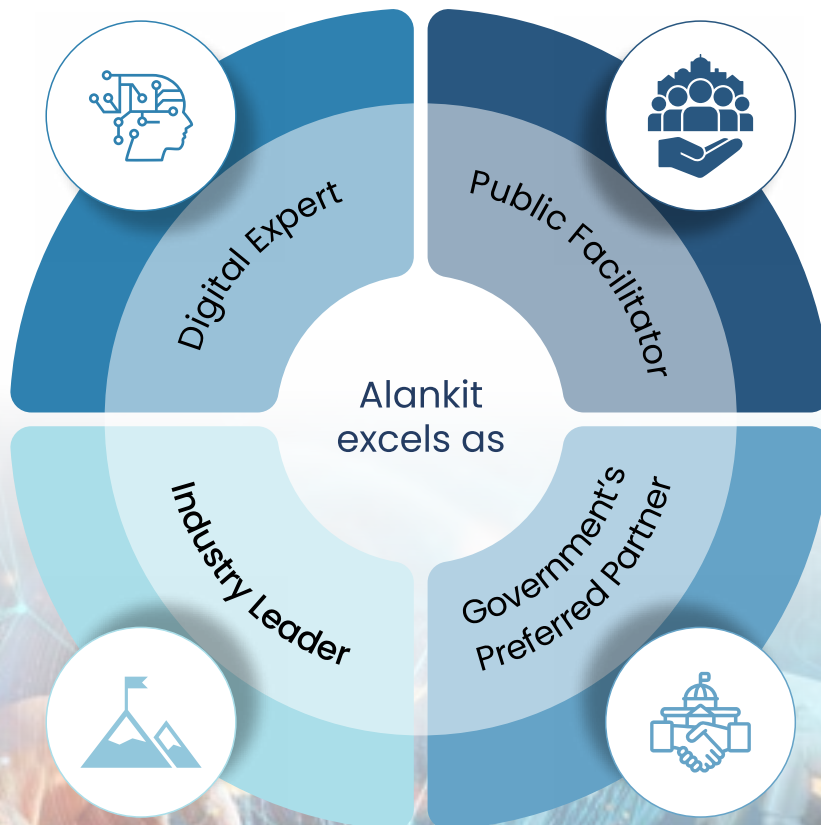 Digital Expert
Public Facilitator
Alankit
excels as
Industry Leader
Government's
Preferred Partner